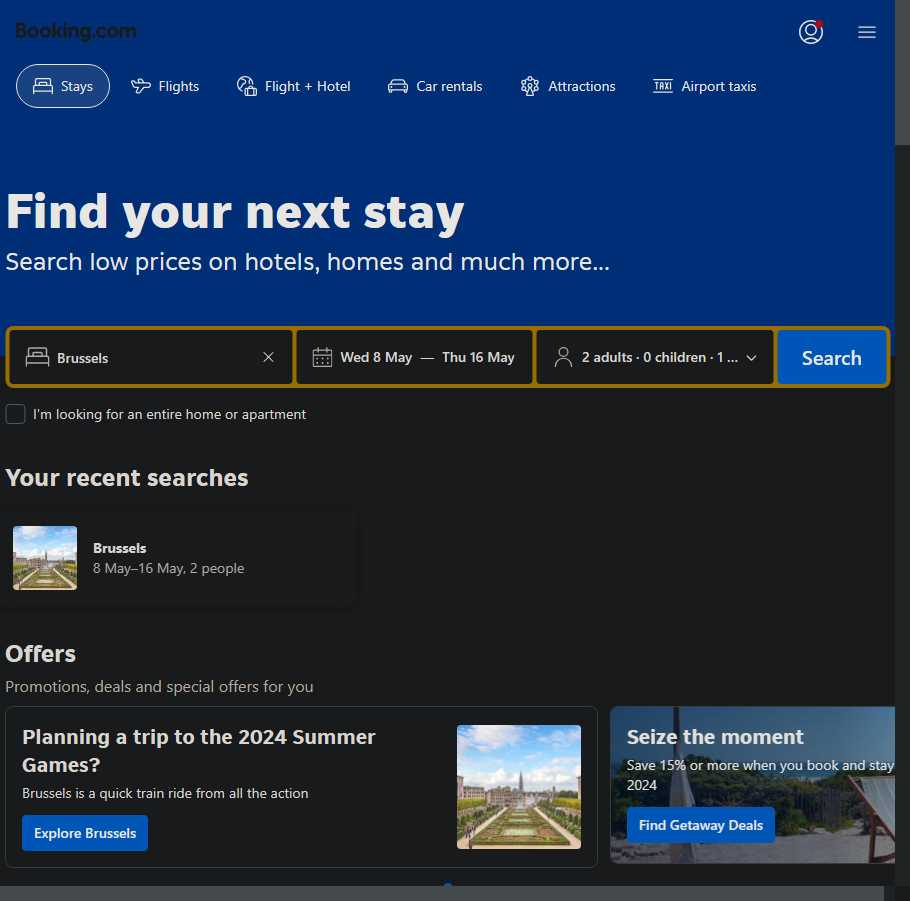 Booking.com
Stays
Flights
Flight + Hotel
Car rentals
Attractions
TAXI
Airport taxis
Find your next stay
Search low prices on hotels, homes and much more...
Brussels
Wed 8 May — Thu 16 May
2 adults · 0 children · 1 ...
Search
I'm looking for an entire home or apartment
Your recent searches
Brussels
8 May–16 May, 2 people
Offers
Promotions, deals and special offers for you
Planning a trip to the 2024 Summer
Games?
Brussels is a quick train ride from all the action
Explore Brussels
Seize the moment
Save 15% or more when you book and stay
2024
Find Getaway Deals